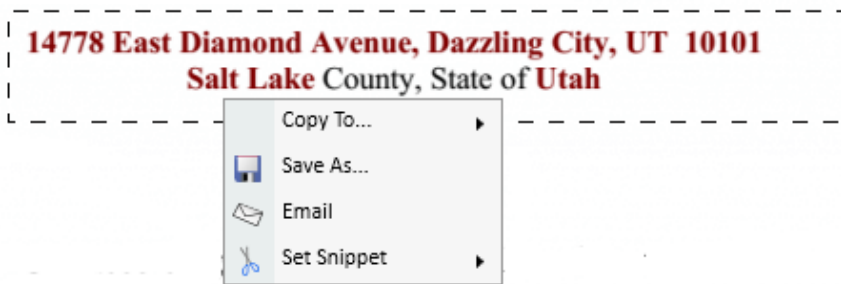 14778 East Diamond Avenue, Dazzling City, UT  10101
Salt Lake County, State of Utah
Copy To...
Save As...
Email
Set Snippet